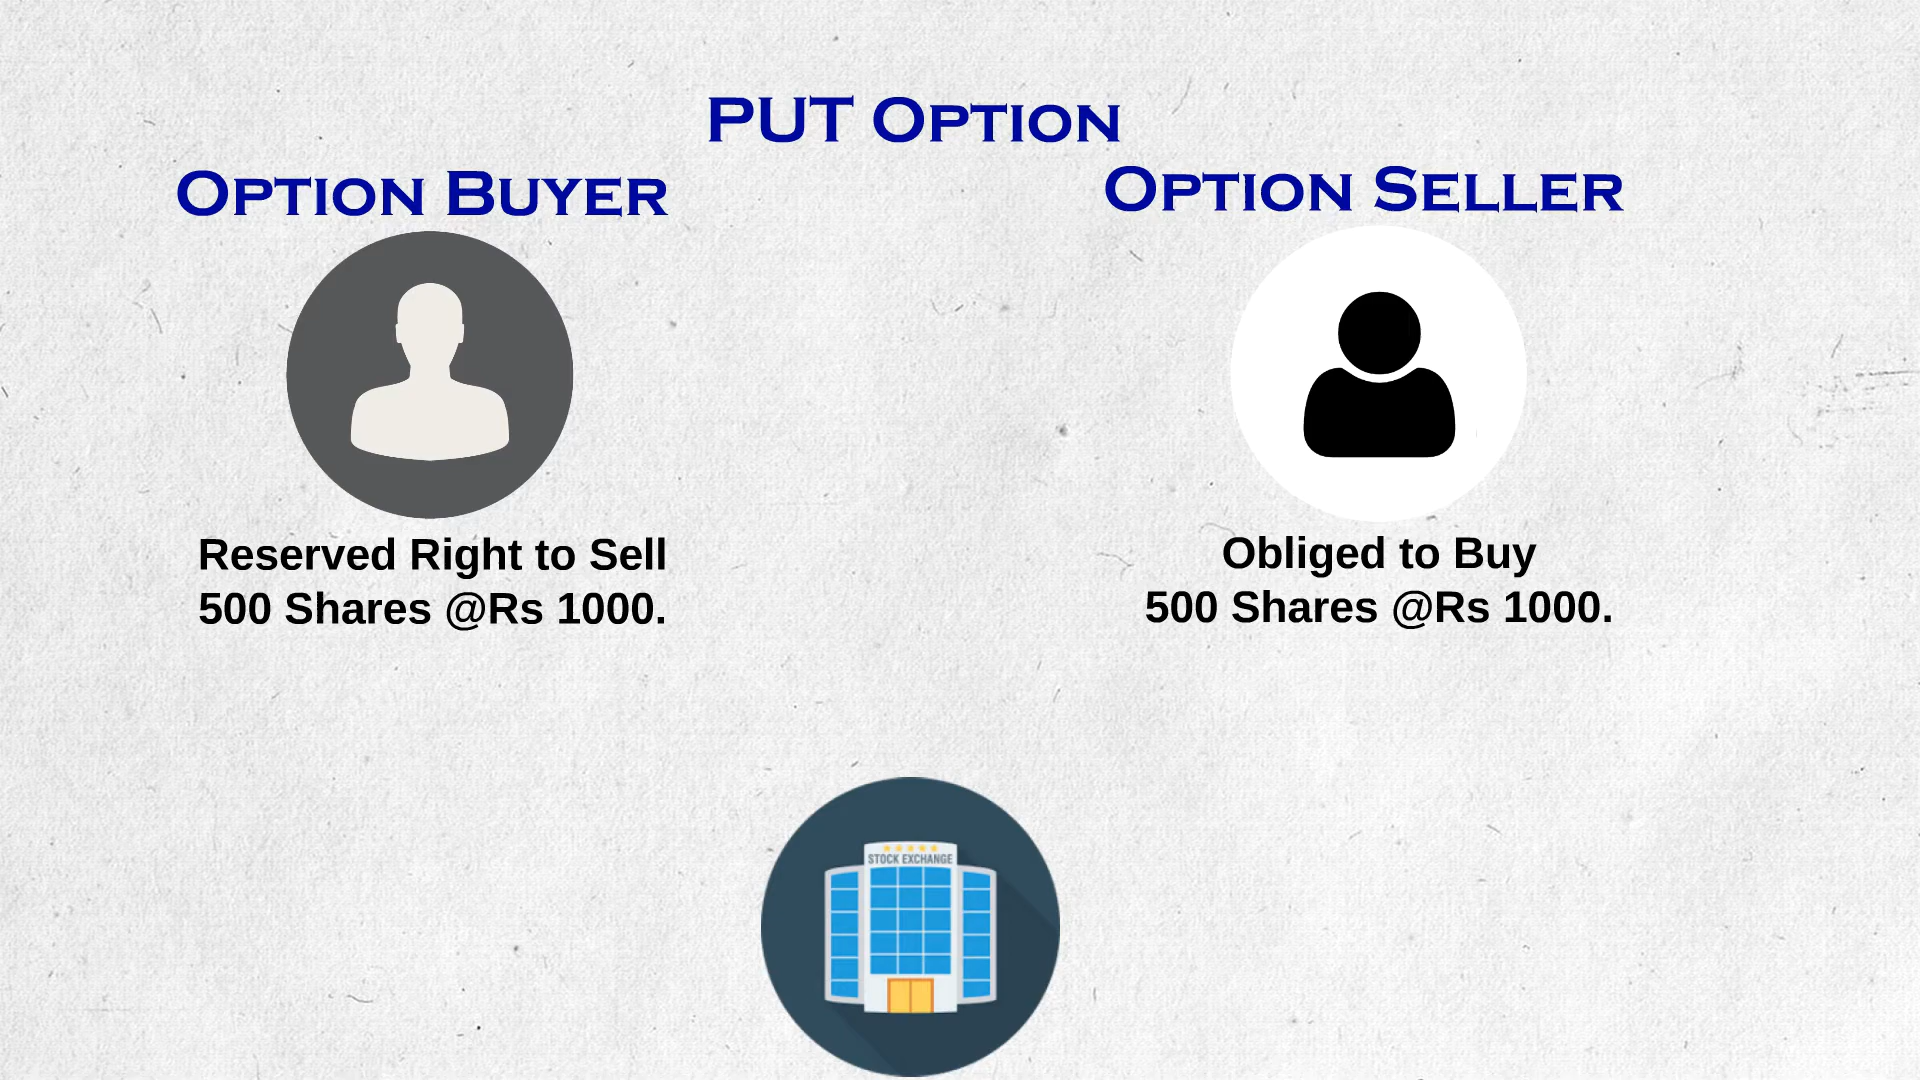 PUT Option
Option Buyer
Option Seller
Reserved Right to Sell
500 Shares @Rs 1000.
Obliged to Buy
500 Shares @Rs 1000.
STOCK EXCHANGE